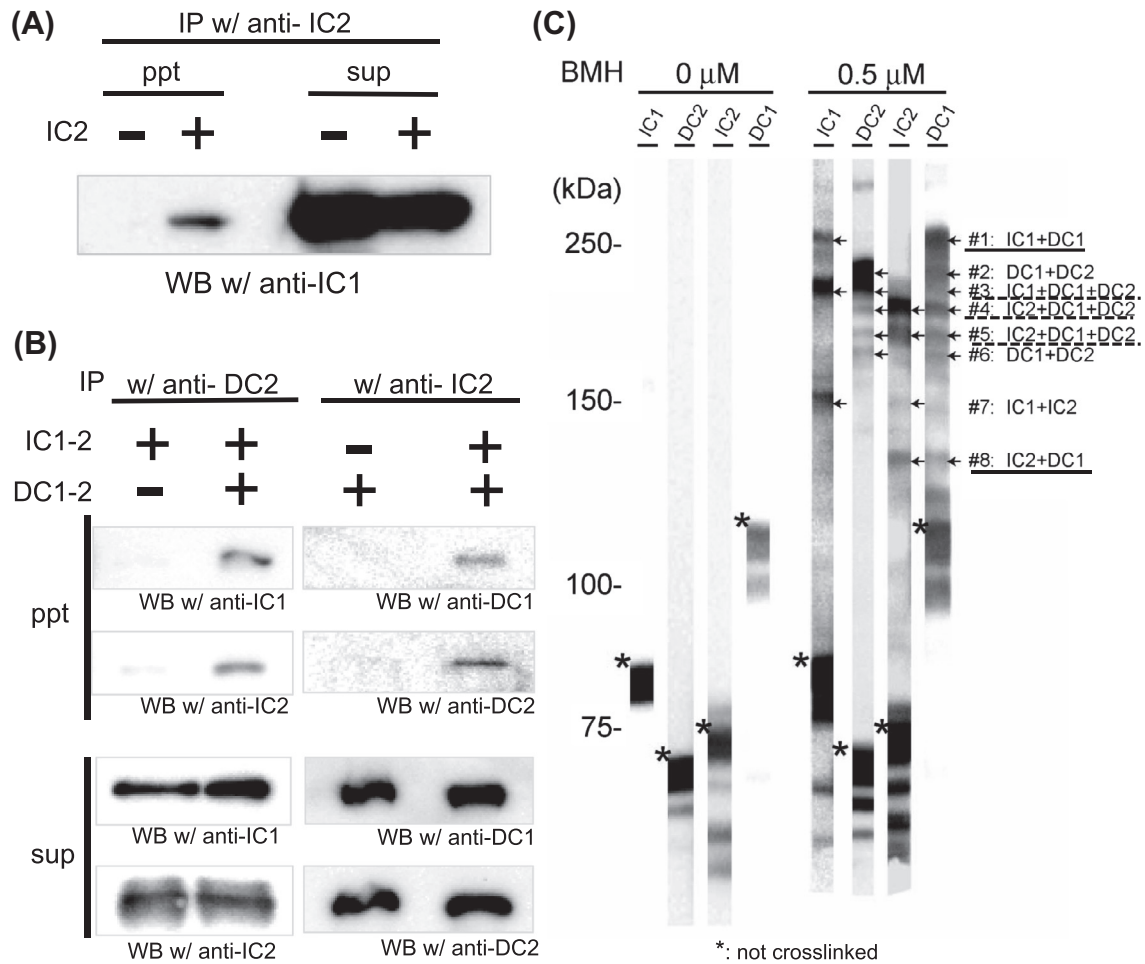 (A)
IP w/ anti- IC2
ppt sup
IC2 - + - +
WB w/ anti-IC1
(B)
IP w/ anti- DC2 w/ anti- IC2
IC1-2 + + - +
DC1-2 - + + +
ppt
WB w/ anti-IC1 WB w/ anti-DC1
WB w/ anti-IC2 WB w/ anti-DC2
sup
WB w/ anti-IC1 WB w/ anti-DC1
WB w/ anti-IC2 WB w/ anti-DC2
(C)
BMH 0 μM 0.5 μM
IC1 DC2 IC2 DC1 IC1 DC2 IC2 DC1
(kDa)
250-
150-
100-
75-
#1: IC1+DC1
#2: DC1+DC2
#3: IC1+DC1+DC2
#4: IC2+DC1+DC2
#5: IC2+DC1+DC2
#6: DC1+DC2
#7: IC1+IC2
#8: IC2+DC1
* * * * * * * *
*: not crosslinked